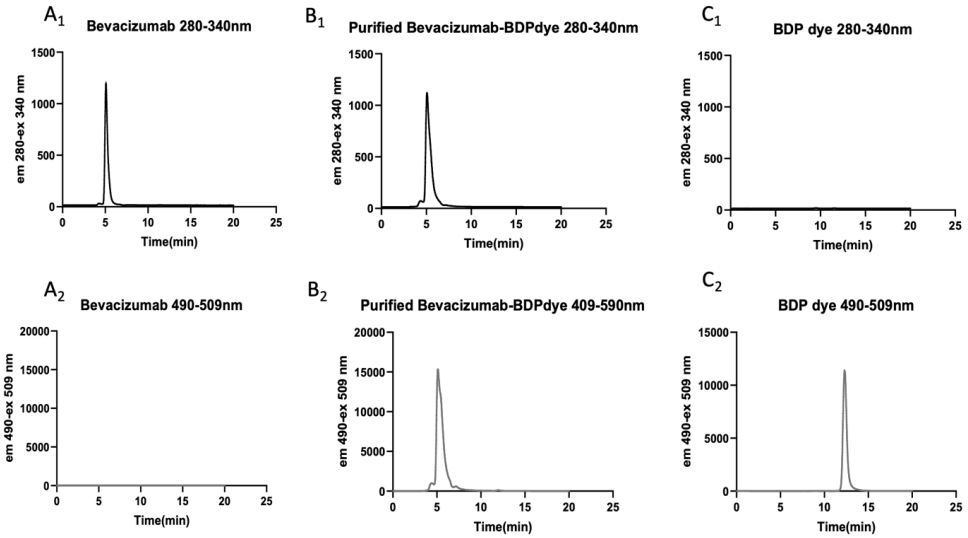 A1
Bevacizumab 280-340nm
1500
1000
500
0
0 5 10 15 20 25
Time(min)
em 280-ex 340 nm
B1
Purified Bevacizumab-BDPdye 280-340nm
1500
1000
500
0
0 5 10 15 20 25
Time(min)
em 280-ex 340 nm
C1
BDP dye 280-340nm
1500
1000
500
0
0 5 10 15 20 25
Time(min)
em 280-ex 340 nm
A2
Bevacizumab 490-509nm
20000
15000
10000
5000
0
0 5 10 15 20 25
Time(min)
em 490-ex 509 nm
B2
Purified Bevacizumab-BDPdye 409-590nm
20000
15000
10000
5000
0
0 5 10 15 20 25
Time(min)
em 490-ex 509 nm
C2
BDP dye 490-509nm
15000
10000
5000
0
0 5 10 15 20 25
Time(min)
em 490-ex 509 nm